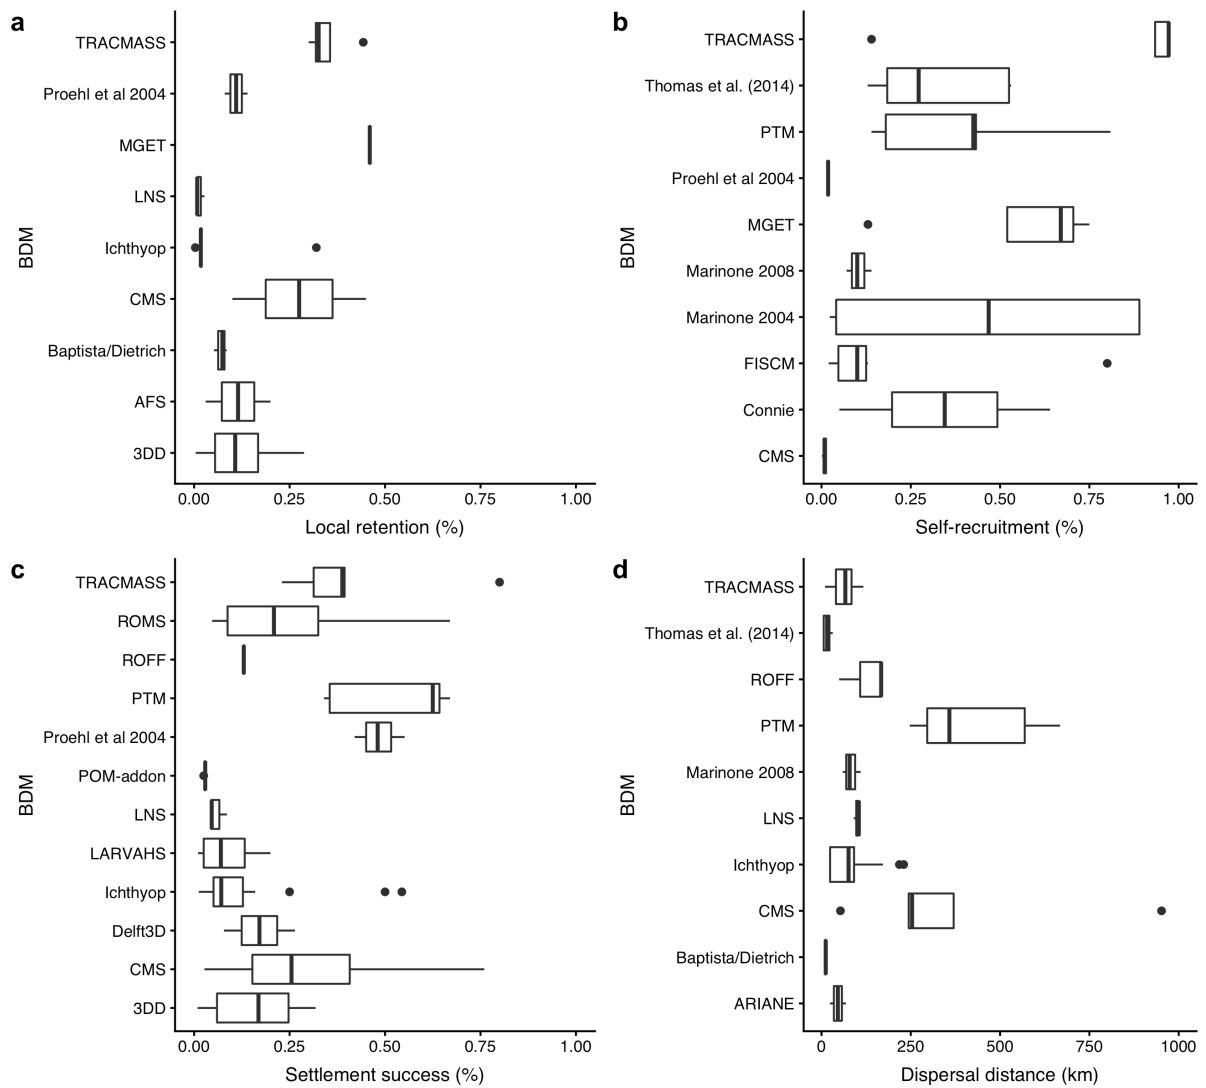 a
TRACMASS
Proehl et al 2004
MGET
LNS
Ichthyop
CMS
Baptista/Dietrich
AFS
3DD
BDM
0.00 0.25 0.50 0.75 1.00
Local retention (%)
b
TRACMASS
Thomas et al. (2014)
PTM
Proehl et al 2004
MGET
Marinone 2008
Marinone 2004
FISCM
Connie
CMS
BDM
0.00 0.25 0.50 0.75 1.00
Self-recruitment (%)
c
TRACMASS
ROMS
ROFF
PTM
Proehl et al 2004
POM-addon
LNS
LARVAHS
Ichthyop
Delft3D
CMS
3DD
BDM
0.00 0.25 0.50 0.75 1.00
Settlement success (%)
d
TRACMASS
Thomas et al. (2014)
ROFF
PTM
Marinone 2008
LNS
Ichthyop
CMS
Baptista/Dietrich
ARIANE
BDM
0 250 500 750 1000
Dispersal distance (km)